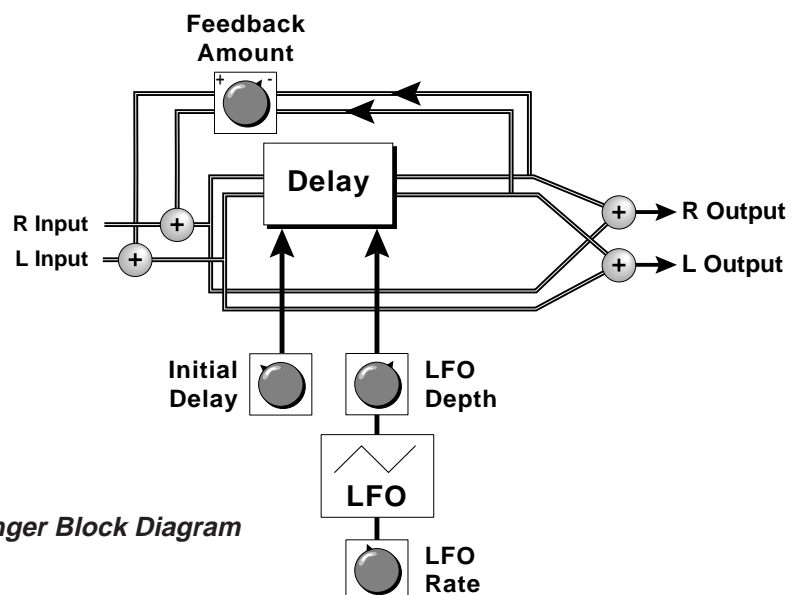 Feedback
Amount
+ -
Delay
R Input
+
+
R Output
L Input
+
+
L Output
Initial
Delay
LFO
Depth
LFO
nger Block Diagram
LFO
Rate